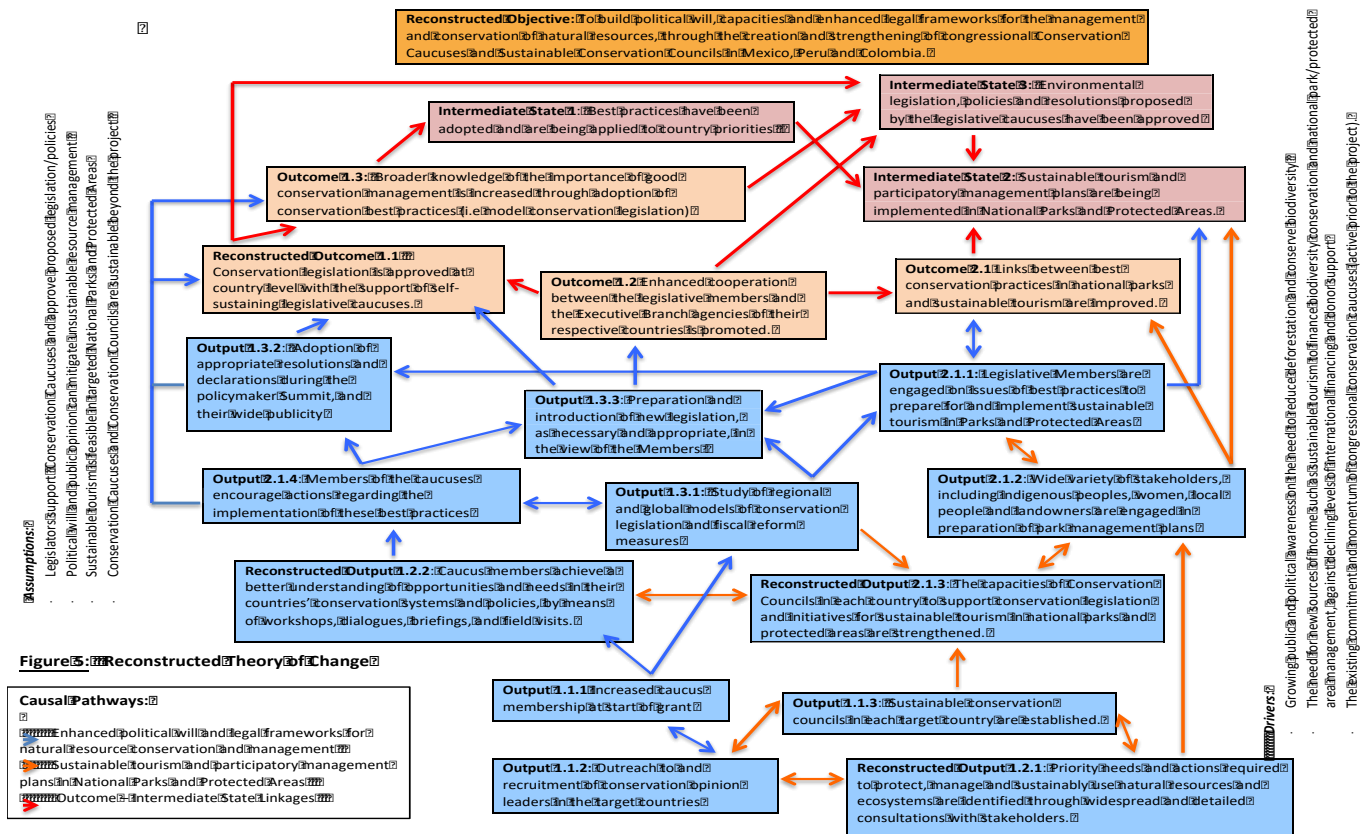 Reconstructed Objective: To build political will, capacities and enhanced legal frameworks for the management
and conservation of natural resources, through the creation and strengthening of congressional Conservation
Caucuses and Sustainable Conservation Councils in Mexico, Peru and Colombia.
Intermediate State 3: Environmental
legislation, policies and resolutions proposed
by the legislative caucuses have been approved
Intermediate State 1: Best practices have been
adopted and are being applied to country priorities
Outcome 1.3: Broader knowledge of the importance of good
conservation management is increased through adoption of
conservation best practices (i.e model conservation legislation)
Intermediate State 2: Sustainable tourism and
participatory management plans are being
implemented in National Parks and Protected Areas.
Reconstructed Outcome 1.1
Conservation legislation is approved at
country level with the support of self-
sustaining legislative caucuses.
Outcome 1.2 Enhanced cooperation
between the legislative members and
the Executive Branch agencies of their
respective countries is promoted.
Outcome 2.1 Links between best
conservation practices in national parks
and sustainable tourism are improved.
Output 1.3.2: Adoption of
appropriate resolutions and
declarations during the
policymaker Summit, and
their wide publicity
Output 1.3.3: Preparation and
introduction of new legislation,
as necessary and appropriate, in
the view of the Members
Output 2.1.1: Legislative Members are
engaged on issues of best practices to
prepare for and implement sustainable
tourism in Parks and Protected Areas
Output 2.1.4: Members of the caucuses
encourage actions regarding the
implementation of these best practices
Output 1.3.1: Study of regional
and global models of conservation
legislation and fiscal reform
measures
Output 2.1.2: Wide variety of stakeholders,
including indigenous peoples, women, local
people and landowners are engaged in
preparation of park management plans
Reconstructed Output 1.2.2: Caucus members achieve a
better understanding of opportunities and needs in their
countries' conservation systems and policies, by means
of workshops, dialogues, briefings, and field visits.
Reconstructed Output 2.1.3: The capacities of Conservation
Councils in each country to support conservation legislation
and initiatives for sustainable tourism in national parks and
protected areas are strengthened.
Output 1.1.1 Increased caucus
membership at start of grant
Output 1.1.3: Sustainable conservation
councils in each target country are established.
Output 1.1.2: Outreach to and
recruitment of conservation opinion
leaders in the target countries
Reconstructed Output 1.2.1: Priority needs and actions required
to protect, manage and sustainably use natural resources and
ecosystems are identified through widespread and detailed
consultations with stakeholders.
Figure 5: Reconstructed Theory of Change
Causal Pathways:
Enhanced political will and legal frameworks for
natural resource conservation and management
Sustainable tourism and participatory management
plans in National Parks and Protected Areas
Outcome – Intermediate State Linkages
Assumptions:
· Legislators support Conservation Caucuses and approve proposed legislation/policies
· Political will and public opinion can mitigate unsustainable resource management
· Sustainable tourism is feasible in targeted National Parks and Protected Areas
· Conservation Caucuses and Conservation Councils are sustainable beyond the project
Drivers:
· Growing public and political awareness on the need to reduce deforestation and conserve biodiversity
· The need for new sources of income such as sustainable tourism to finance biodiversity conservation and national park/protected
area management, against declining levels of international financing and donor support
· The existing commitment and momentum of congressional Conservation caucuses (active prior to the project).